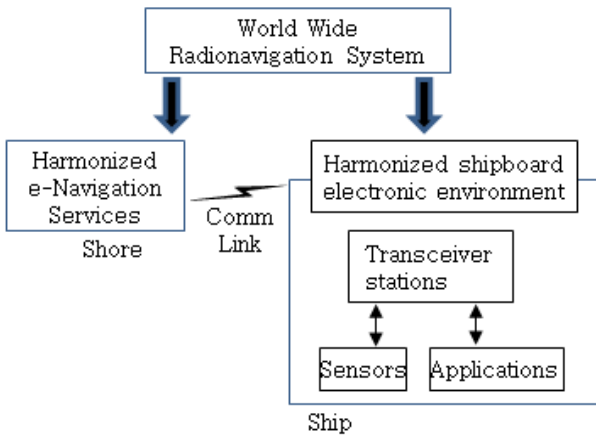 World Wide
Radionavigation System
Harmonized
e-Navigation
Services
Shore
Comm
Link
Harmonized shipboard
electronic environment
Transceiver
stations
Sensors
Applications
Ship